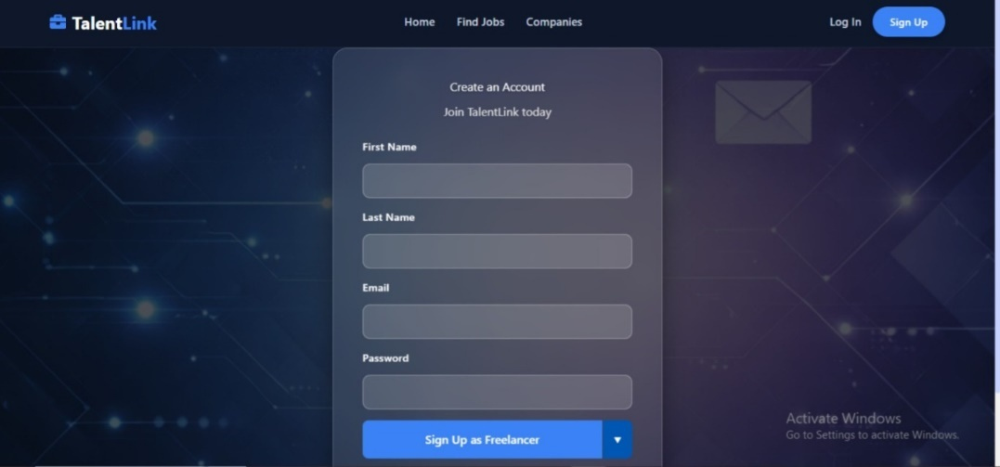 TalentLink
Home Find Jobs Companies
Log In Sign Up
Create an Account
Join TalentLink today
First Name
Last Name
Email
Password
Sign Up as Freelancer
Activate Windows
Go to Settings to activate Windows.